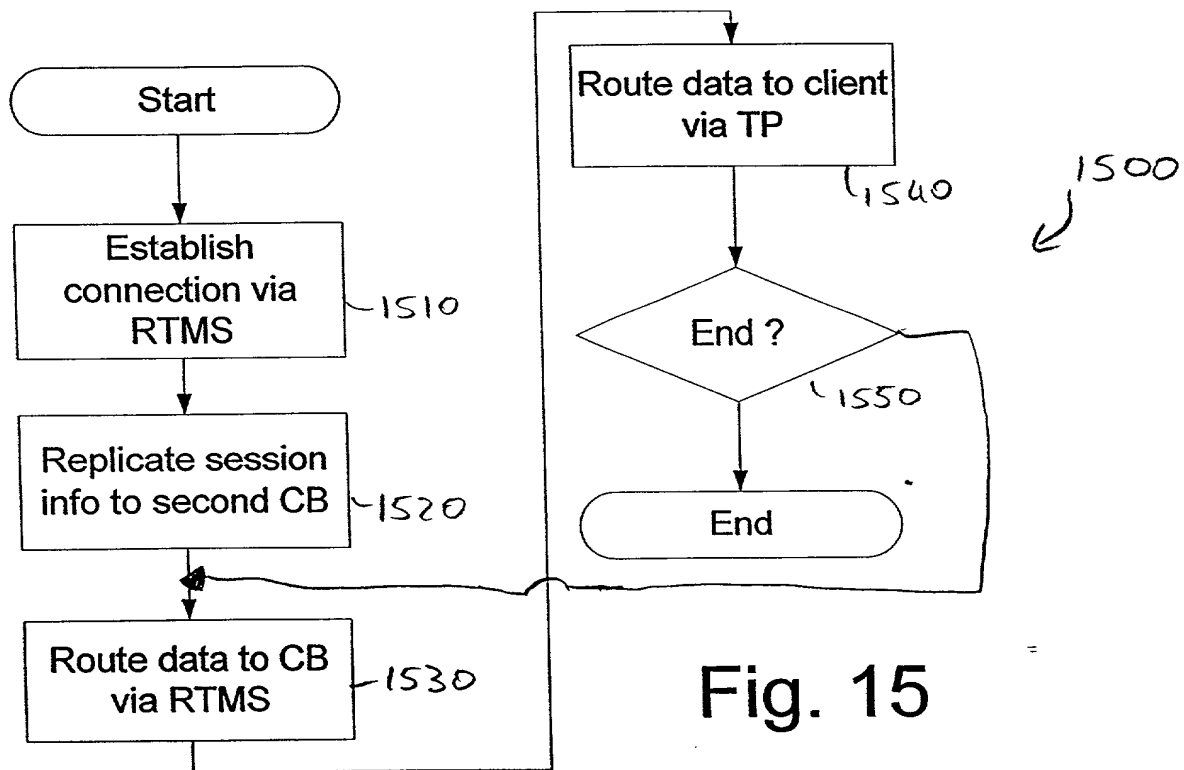 Start
Establish
connection via
RTMS
1510
Replicate session
info to second CB
1520
Route data to CB
via RTMS
1530
Route data to client
via TP
1540
1500
End ?
1550
End
Fig. 15